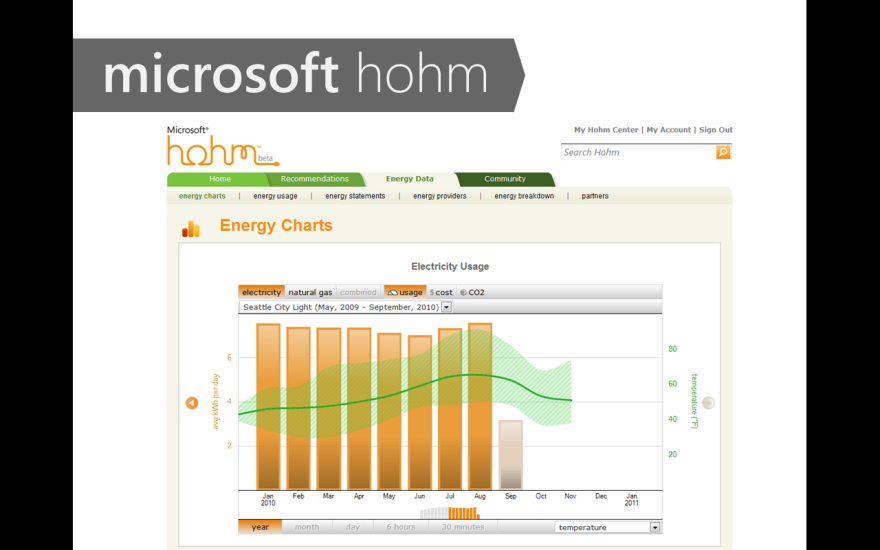 microsoft hohm
Microsoft®
hohm™ beta
My Hohm Center | My Account | Sign Out
Search Hohm
Home Recommendations Energy Data Community
energy charts | energy usage | energy statements | energy providers | energy breakdown | partners
Energy Charts
Electricity Usage
electricity natural gas combined usage $ cost CO2
Seattle City Light (May, 2009 - September, 2010)
avg kWh per day
6
4
2
80
60
40
20
temperature (°F)
Jan Feb Mar Apr May Jun Jul Aug Sep Oct Nov Dec Jan
2010 2011
year month day 6 hours 30 minutes temperature